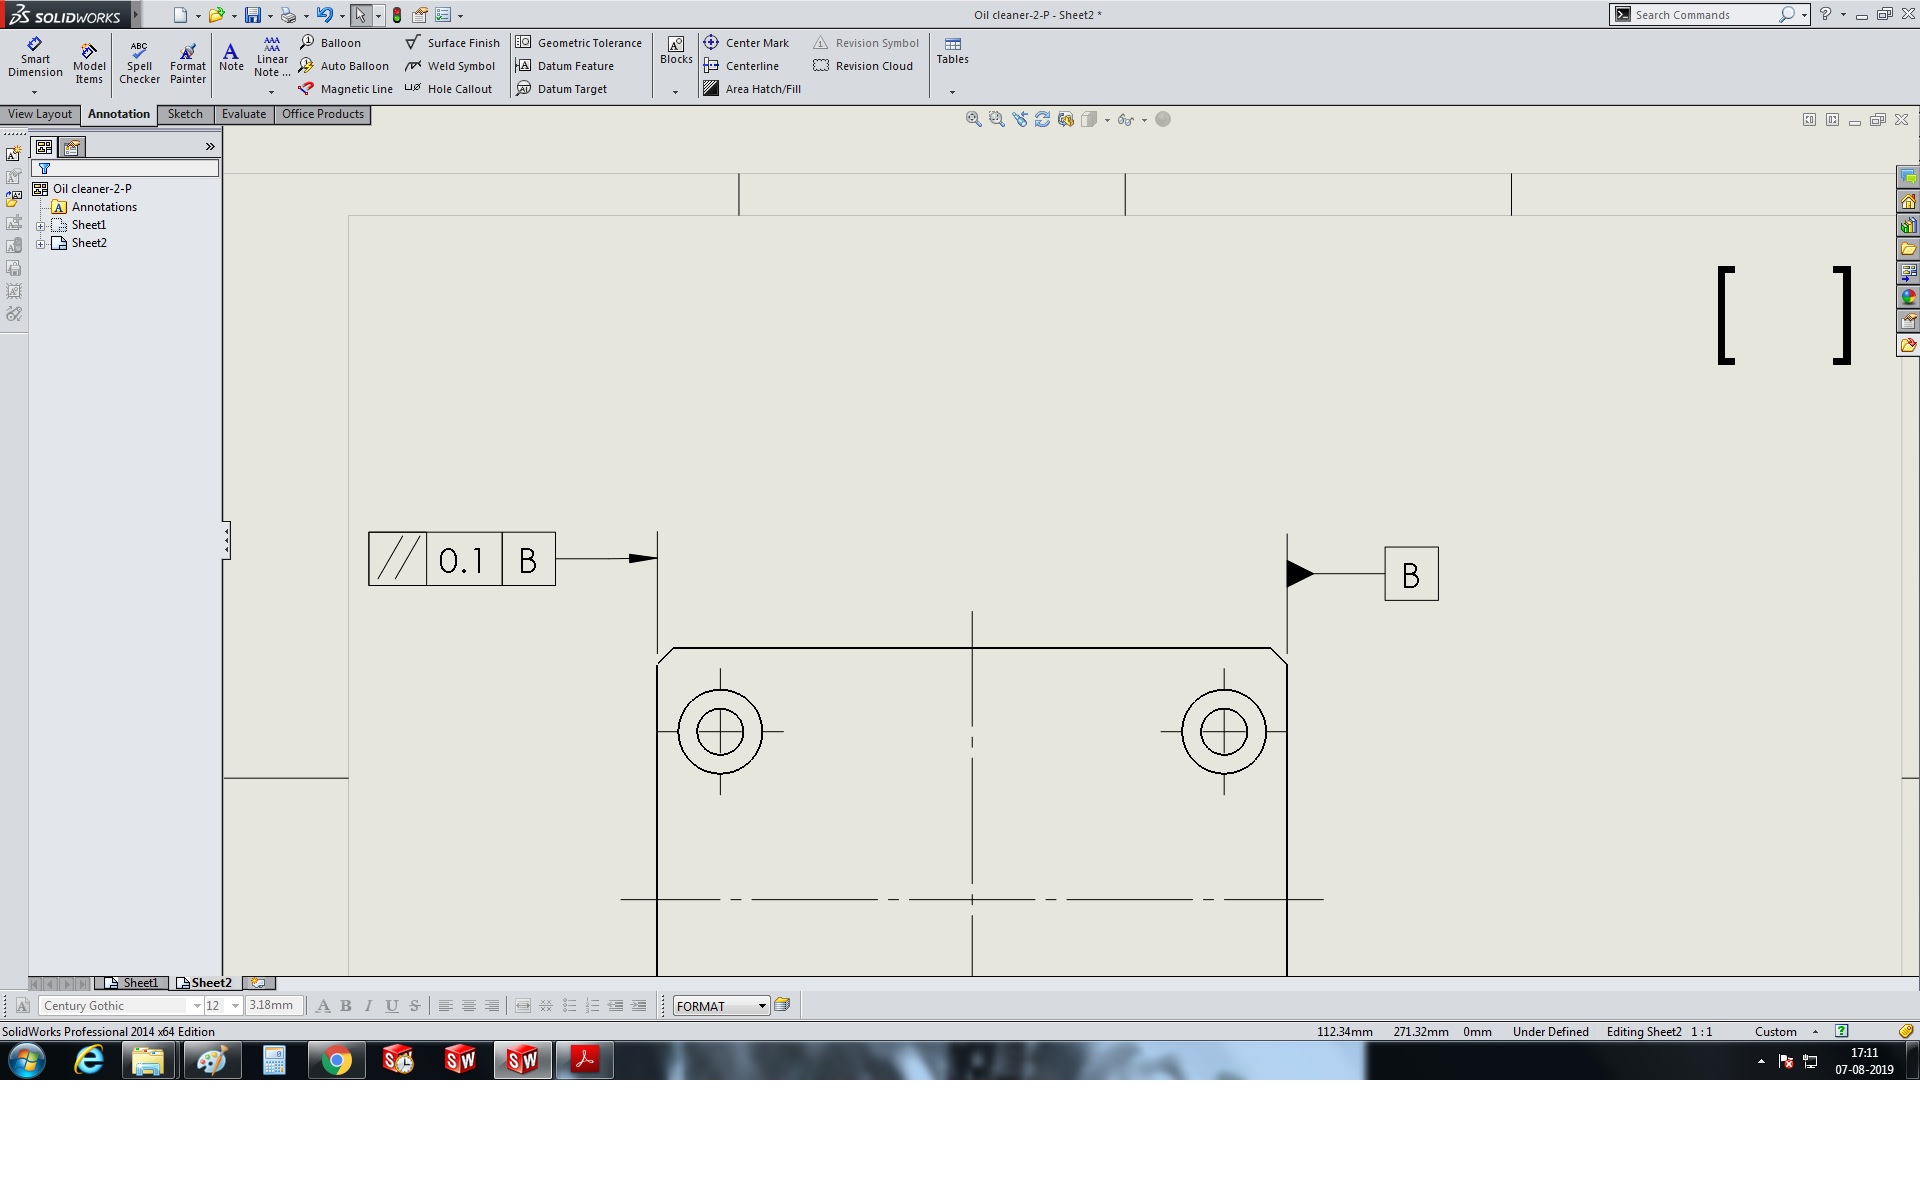 SOLIDWORKS
Oil cleaner-2-P - Sheet2 *
Search Commands
Smart Dimension
Model Items
Spell Checker
Format Painter
Note
Linear Note ...
Balloon
Auto Balloon
Magnetic Line
Surface Finish
Weld Symbol
Hole Callout
Geometric Tolerance
Datum Feature
Datum Target
Blocks
Center Mark
Centerline
Area Hatch/Fill
Revision Symbol
Revision Cloud
Tables
View Layout
Annotation
Sketch
Evaluate
Office Products
Oil cleaner-2-P
Annotations
Sheet1
Sheet2
[ ]
// 0.1 B
B
Sheet1
Sheet2
Century Gothic
12
3.18mm
A B I U S
FORMAT
SolidWorks Professional 2014 x64 Edition
112.34mm 271.32mm 0mm Under Defined Editing Sheet2 1 : 1 Custom
17:11
07-08-2019